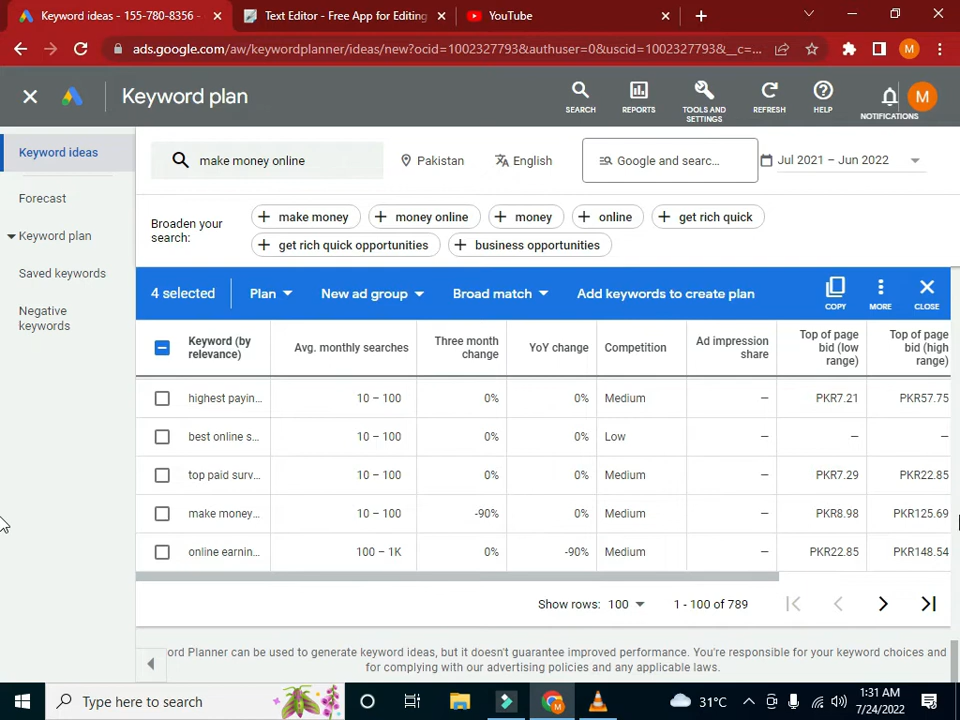 Keyword ideas - 155-780-8356 -
Text Editor - Free App for Editing
YouTube
ads.google.com/aw/keywordplanner/ideas/new?ocid=1002327793&authuser=0&uscid=1002327793&__c=...
M
Keyword plan
SEARCH
REPORTS
TOOLS AND
SETTINGS
REFRESH
HELP
NOTIFICATIONS
M
Keyword ideas
Forecast
Keyword plan
Saved keywords
Negative
keywords
make money online
Pakistan
English
Google and searc...
Jul 2021 – Jun 2022
Broaden your
search:
make money
money online
money
online
get rich quick
get rich quick opportunities
business opportunities
4 selected
Plan
New ad group
Broad match
Add keywords to create plan
COPY
MORE
CLOSE
Keyword (by
relevance)
Avg. monthly searches
Three month
change
YoY change
Competition
Ad impression
share
Top of page
bid (low
range)
Top of page
bid (high
range)
highest payin... 10 – 100 0% 0% Medium — PKR7.21 PKR57.75
best online s... 10 – 100 0% 0% Low — — —
top paid surv... 10 – 100 0% 0% Medium — PKR7.29 PKR22.85
make money... 10 – 100 -90% 0% Medium — PKR8.98 PKR125.69
online earnin... 100 – 1K 0% -90% Medium — PKR22.85 PKR148.54
Show rows: 100
1 - 100 of 789
ord Planner can be used to generate keyword ideas, but it doesn't guarantee improved performance. You're responsible for your keyword choices and
for complying with our advertising policies and any applicable laws.
Type here to search
31°C
1:31 AM
7/24/2022